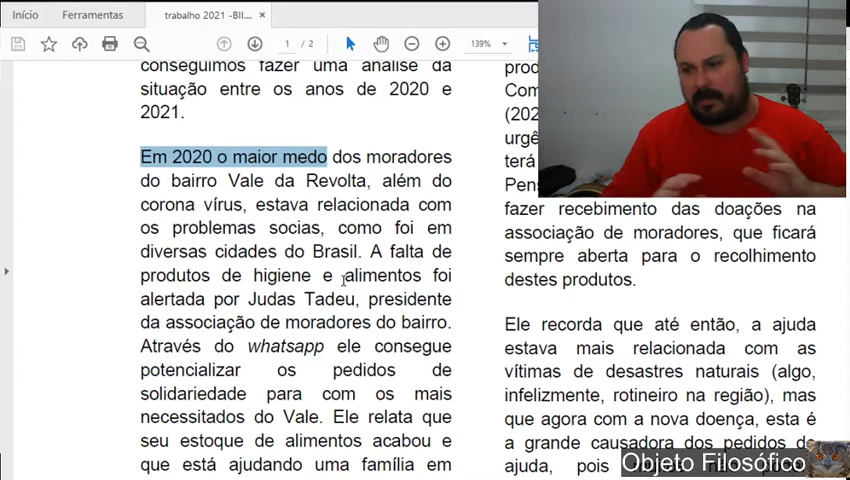 Início Ferramentas trabalho 2021 -BII... ×
1 / 2 139%
conseguimos fazer uma análise da
situação entre os anos de 2020 e
2021.
Em 2020 o maior medo dos moradores
do bairro Vale da Revolta, além do
corona vírus, estava relacionada com
os problemas socias, como foi em
diversas cidades do Brasil. A falta de
produtos de higiene e alimentos foi
alertada por Judas Tadeu, presidente
da associação de moradores do bairro.
Através do whatsapp ele consegue
potencializar os pedidos de
solidariedade para com os mais
necessitados do Vale. Ele relata que
seu estoque de alimentos acabou e
que está ajudando uma família em
prod
Com
(202
urgê
terá
Pens
fazer recebimento das doações na
associação de moradores, que ficará
sempre aberta para o recolhimento
destes produtos.
Ele recorda que até então, a ajuda
estava mais relacionada com as
vítimas de desastres naturais (algo,
infelizmente, rotineiro na região), mas
que agora com a nova doença, esta é
a grande causadora dos pedidos de
ajuda, pois
Objeto Filosófico